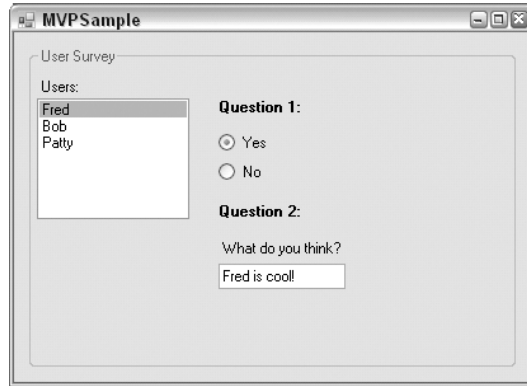 MVPSample
User Survey
Users:
Fred
Bob
Patty
Question 1:
Yes
No
Question 2:
What do you think?
Fred is cool!